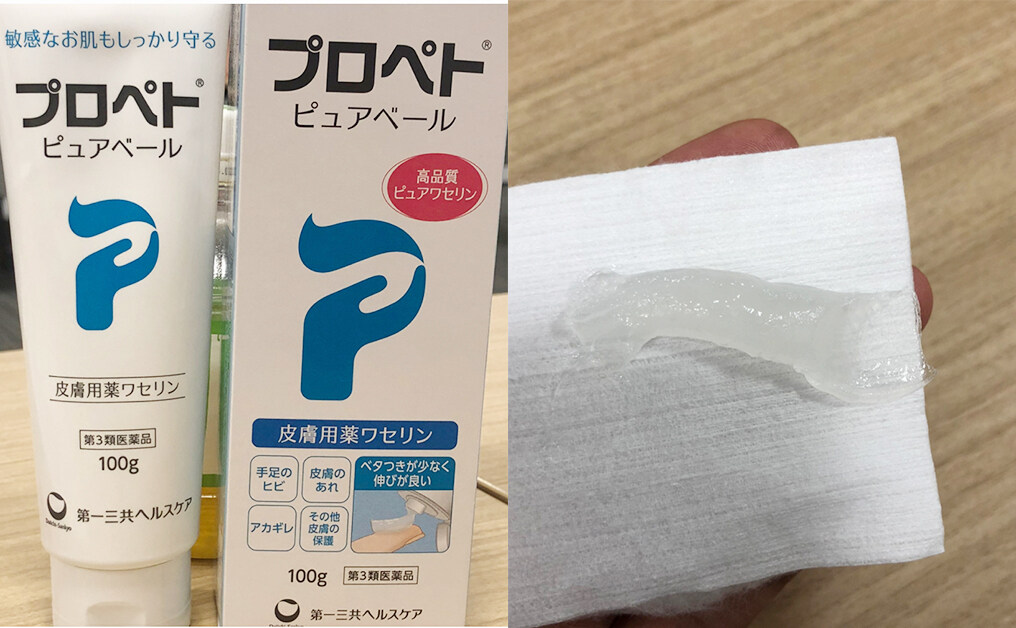 敏感なお肌もしっかり守る
プロペト®
ピュアベール
皮膚用薬ワセリン
第3類医薬品
100g
Daiichi-Sankyo
第一三共ヘルスケア
プロペト®
ピュアベール
高品質
ピュアワセリン
皮膚用薬ワセリン
手足の
ヒビ
皮膚の
あれ
アカギレ
その他
皮膚の
保護
ベタつきが少なく
伸びが良い
100g 第3類医薬品
第一三共ヘルスケア